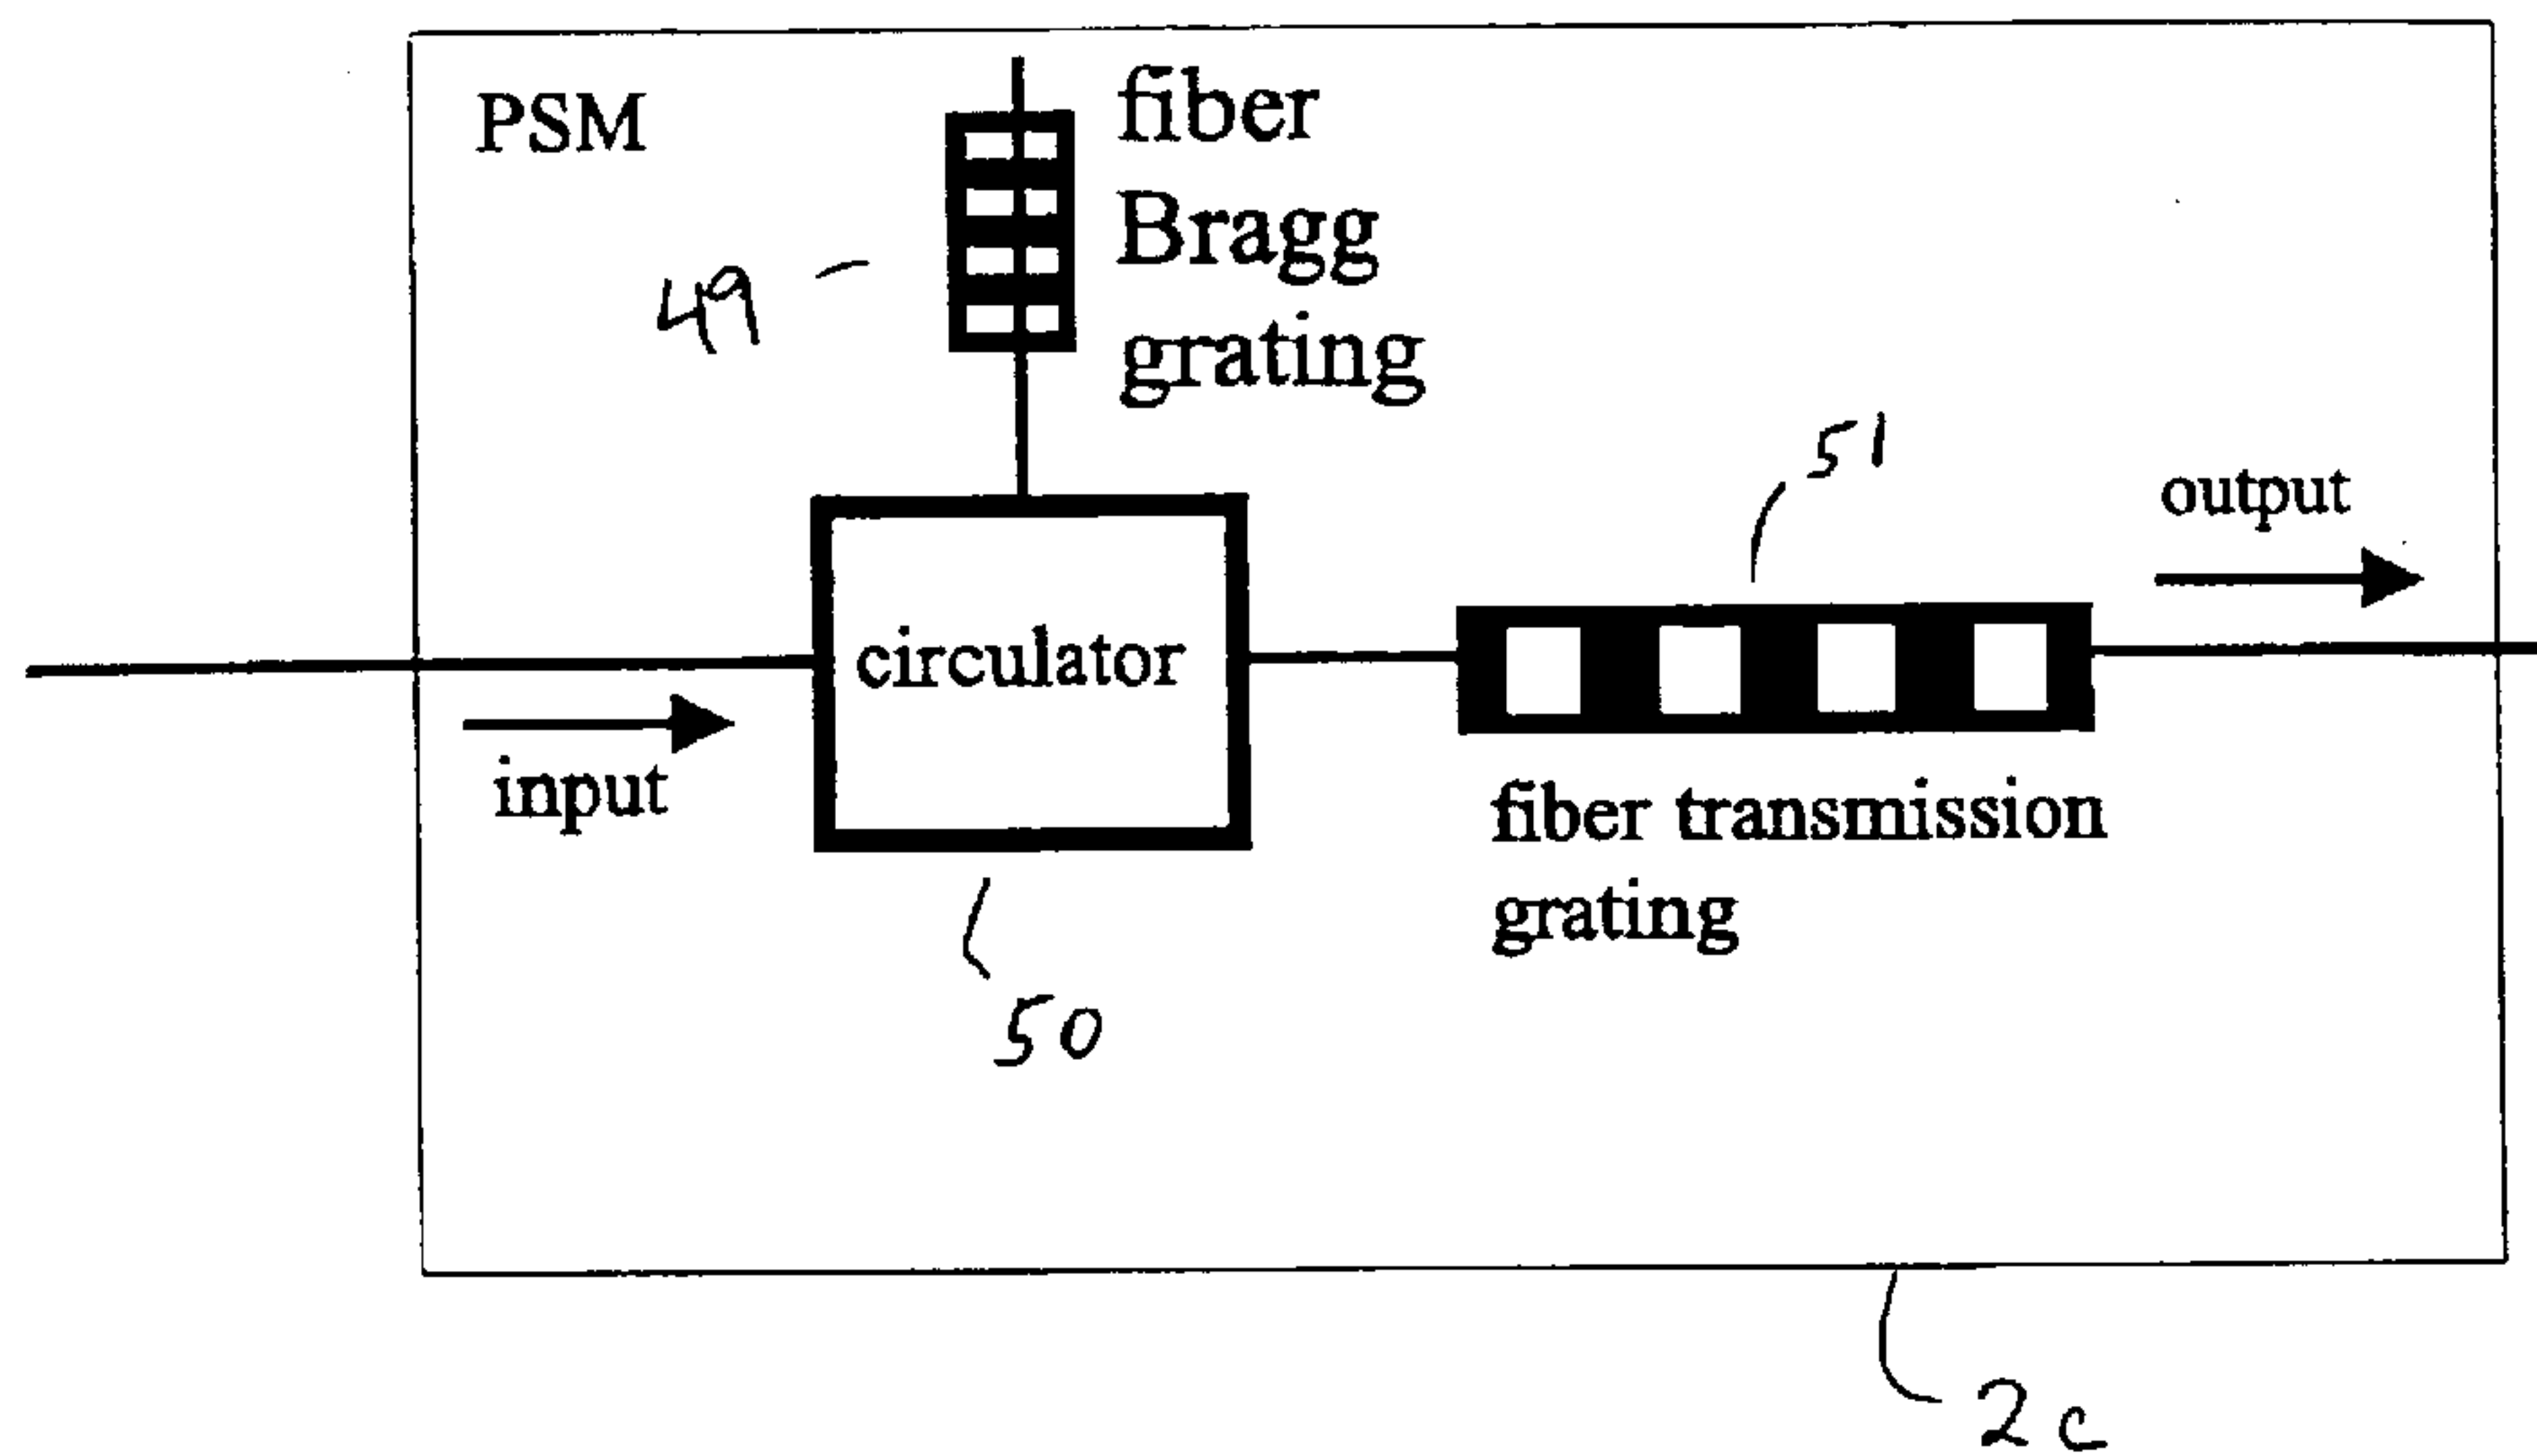 PSM
fiber
Bragg
grating
49
51
output
circulator
input
fiber transmission
grating
50
2c